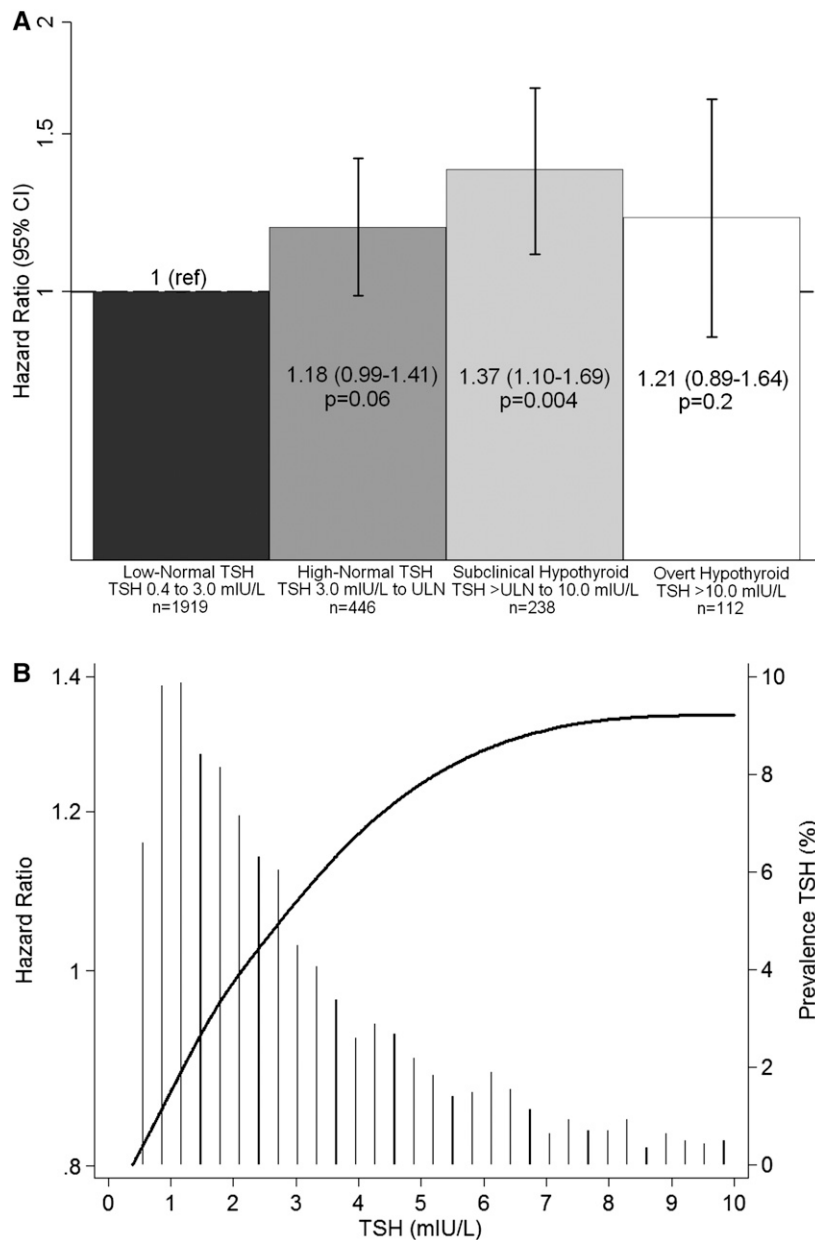 A
2
1.5
1
Hazard Ratio (95% CI)
1 (ref)
1.18 (0.99-1.41)
p=0.06
1.37 (1.10-1.69)
p=0.004
1.21 (0.89-1.64)
p=0.2
Low-Normal TSH
TSH 0.4 to 3.0 mIU/L
n=1919
High-Normal TSH
TSH 3.0 mIU/L to ULN
n=446
Subclinical Hypothyroid
TSH >ULN to 10.0 mIU/L
n=238
Overt Hypothyroid
TSH >10.0 mIU/L
n=112
B
1.4
1.2
1
.8
Hazard Ratio
10
8
6
4
2
0
Prevalence TSH (%)
0 1 2 3 4 5 6 7 8 9 10
TSH (mIU/L)